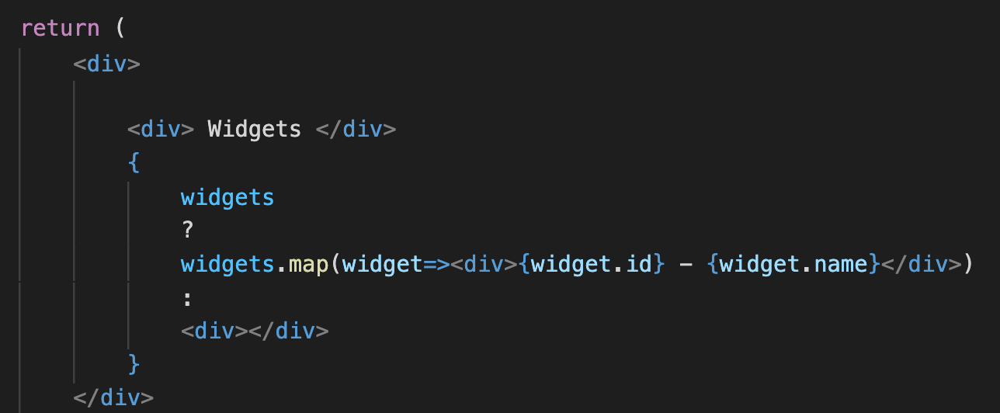 return (
<div>
<div> Widgets </div>
{
widgets
?
widgets.map(widget=><div>{widget.id} - {widget.name}</div>)
:
<div></div>
}
</div>